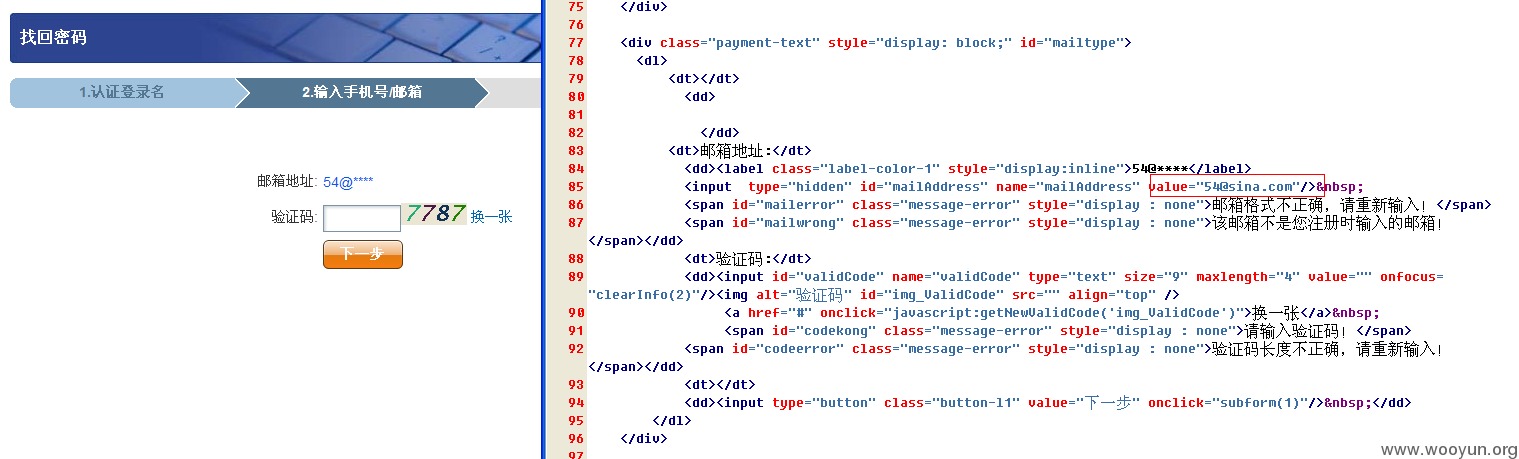 找回密码
1.认证登录名
2.输入手机号/邮箱
邮箱地址: 54@****
验证码: 7787 换一张
下一步
75 </div>
76
77 <div class="payment-text" style="display: block;" id="mailtype">
78 <dl>
79 <dt></dt>
80 <dd>
81
82 </dd>
83 <dt>邮箱地址:</dt>
84 <dd><label class="label-color-1" style="display:inline">54@****</label>
85 <input  type="hidden" id="mailAddress" name="mailAddress" value="54@sina.com"/>&nbsp;
86 <span id="mailerror" class="message-error" style="display : none">邮箱格式不正确，请重新输入！</span>
87 <span id="mailwrong" class="message-error" style="display : none">该邮箱不是您注册时输入的邮箱!
</span></dd>
88 <dt>验证码:</dt>
89 <dd><input id="validCode" name="validCode" type="text" size="9" maxlength="4" value="" onfocus=
"clearInfo(2)"/><img alt="验证码" id="img_ValidCode" src="" align="top" />
90 <a href="#" onclick="javascript:getNewValidCode('img_ValidCode')">换一张</a>&nbsp;
91 <span id="codekong" class="message-error" style="display : none">请输入验证码！</span>
92 <span id="codeerror" class="message-error" style="display : none">验证码长度不正确，请重新输入!
</span></dd>
93 <dt></dt>
94 <dd><input type="button" class="button-l1" value="下一步" onclick="subform(1)"/>&nbsp;</dd>
95 </dl>
96 </div>
97
www.wooyun.org